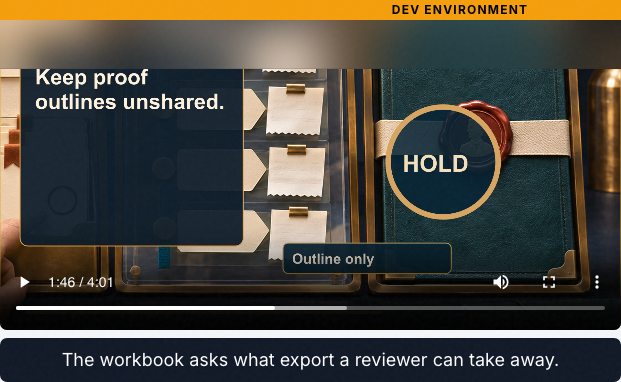 DEV ENVIRONMENT
Keep proof
outlines unshared.
HOLD
Outline only
1:46 / 4:01
The workbook asks what export a reviewer can take away.